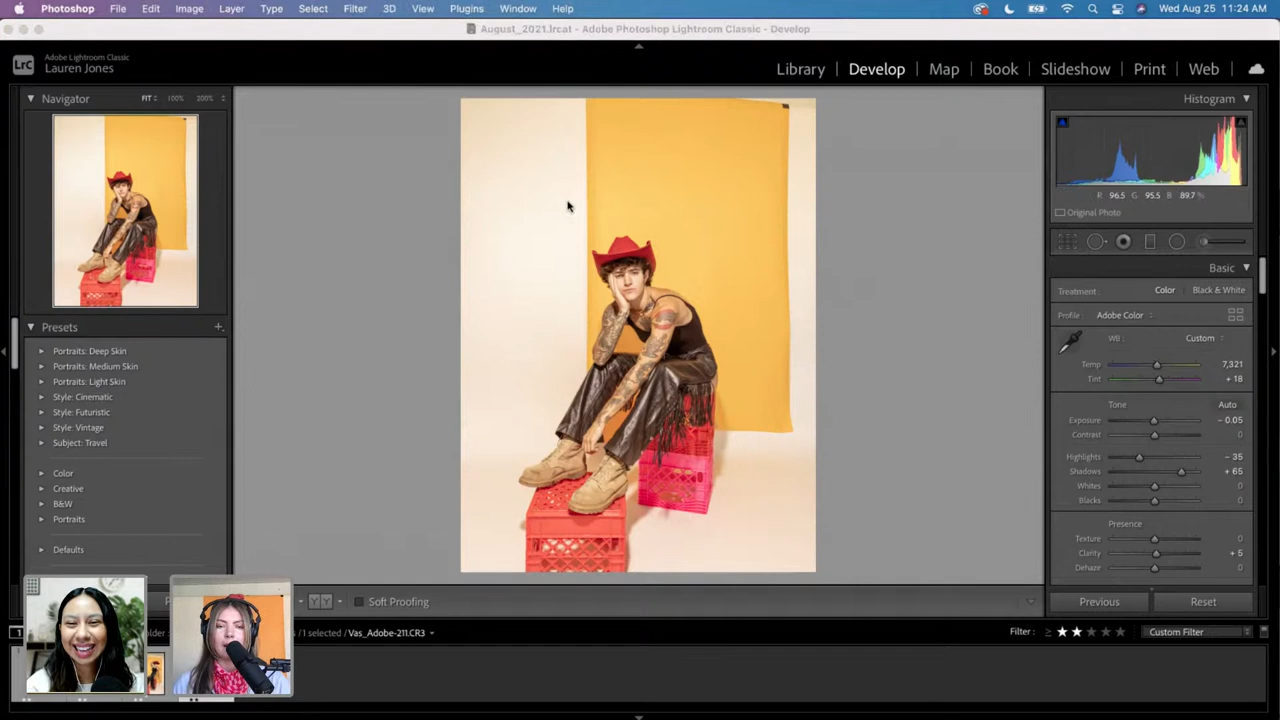 Photoshop File Edit Image Layer Type Select Filter 3D View Plugins Window Help Wed Aug 25 11:24 AM
August_2021.lrcat - Adobe Photoshop Lightroom Classic - Develop
LrC Adobe Lightroom Classic
Lauren Jones
Library Develop Map Book Slideshow Print Web
Navigator FIT 100% 200%
Histogram
R 96.5 G 95.5 B 89.7 %
Original Photo
Basic
Treatment: Color Black & White
Profile: Adobe Color
WB: Custom
Temp 7,321
Tint + 18
Tone Auto
Exposure - 0.05
Contrast 0
Highlights - 35
Shadows + 65
Whites 0
Blacks 0
Presence
Texture 0
Clarity + 5
Dehaze 0
Previous Reset
Presets
Portraits: Deep Skin
Portraits: Medium Skin
Portraits: Light Skin
Style: Cinematic
Style: Futuristic
Style: Vintage
Subject: Travel
Color
Creative
B&W
Portraits
Defaults
YY Soft Proofing
/ 1 selected / Vas_Adobe-211.CR3
Filter: Custom Filter